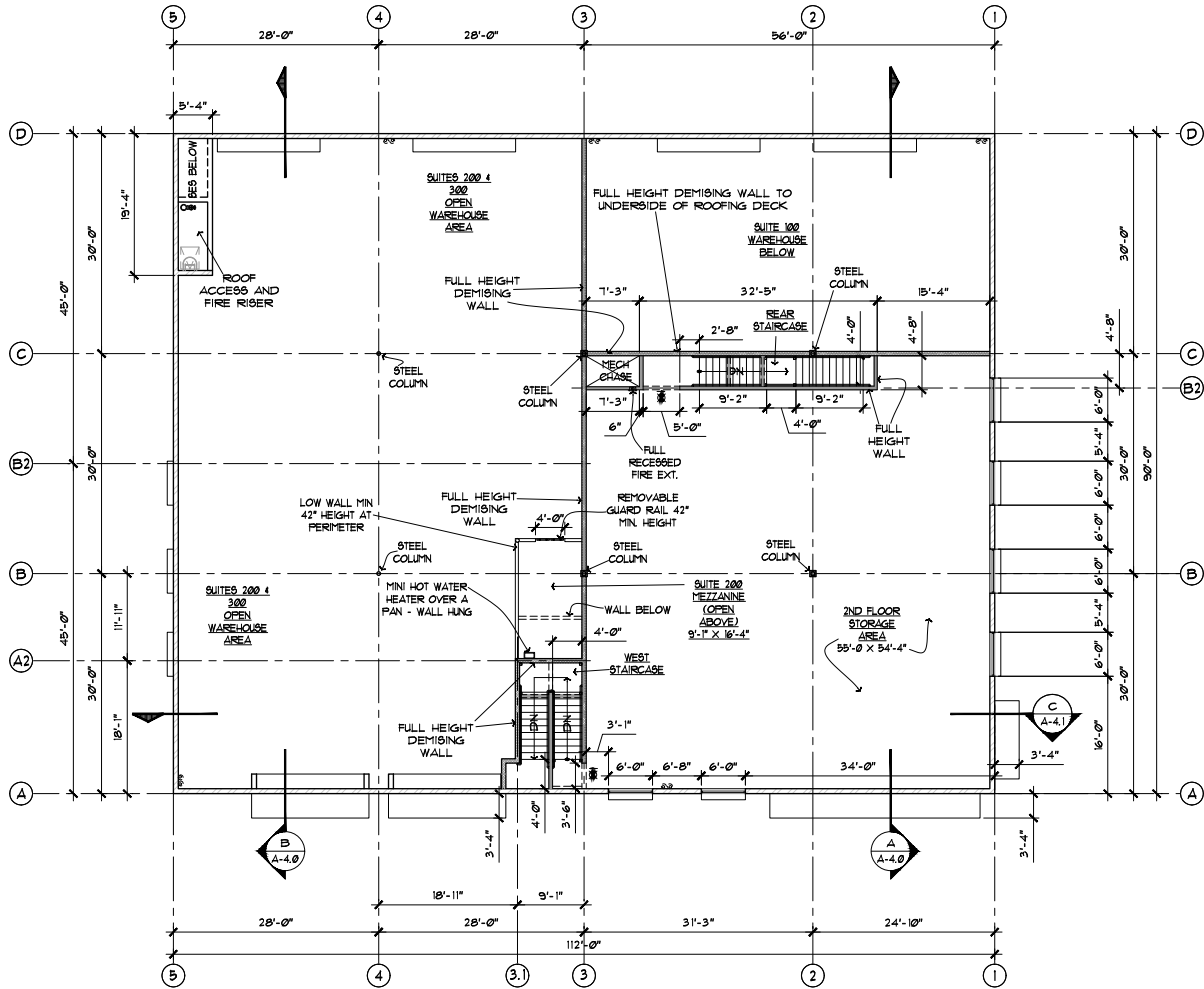 5
4
3
2
1
28'-0"
28'-0"
56'-0"
5'-4"
D
D
SES BELOW
19'-4"
30'-0"
45'-0"
SUITES 200 &
300
OPEN
WAREHOUSE
AREA
FULL HEIGHT DEMISING WALL TO
UNDERSIDE OF ROOFING DECK
SUITE 100
WAREHOUSE
BELOW
30'-0"
ROOF
ACCESS AND
FIRE RISER
FULL HEIGHT
DEMISING
WALL
STEEL
COLUMN
7'-3"
32'-5"
15'-4"
REAR
STAIRCASE
2'-8"
4'-0"
4'-8"
4'-8"
C
C
MECH
CHASE
DN
STEEL
COLUMN
STEEL
COLUMN
B2
7'-3"
9'-2"
9'-2"
6"
5'-0"
4'-0"
FULL
HEIGHT
WALL
FULL
RECESSED
FIRE EXT.
6'-0"
5'-4"
6'-0"
6'-0"
6'-0"
5'-4"
6'-0"
16'-0"
30'-0"
90'-0"
30'-0"
B2
30'-0"
LOW WALL MIN
42" HEIGHT AT
PERIMETER
FULL HEIGHT
DEMISING
WALL
REMOVABLE
GUARD RAIL 42"
MIN. HEIGHT
4'-0"
STEEL
COLUMN
STEEL
COLUMN
STEEL
COLUMN
B
B
SUITES 200 &
300
OPEN
WAREHOUSE
AREA
MINI HOT WATER
HEATER OVER A
PAN - WALL HUNG
SUITE 200
MEZZANINE
(OPEN
ABOVE)
9'-1" X 16'-4"
WALL BELOW
2ND FLOOR
STORAGE
AREA
55'-0 X 54'-4"
11'-11"
45'-0"
4'-0"
A2
WEST
STAIRCASE
30'-0"
18'-1"
DN
DN
FULL HEIGHT
DEMISING
WALL
3'-1"
C
A-4.1
6'-0"
6'-8"
6'-0"
34'-0"
3'-4"
A
A
3'-4"
4'-0"
3'-6"
3'-4"
B
A-4.0
A
A-4.0
18'-11"
9'-1"
28'-0"
28'-0"
31'-3"
24'-10"
112'-0"
5
4
3.1
3
2
1